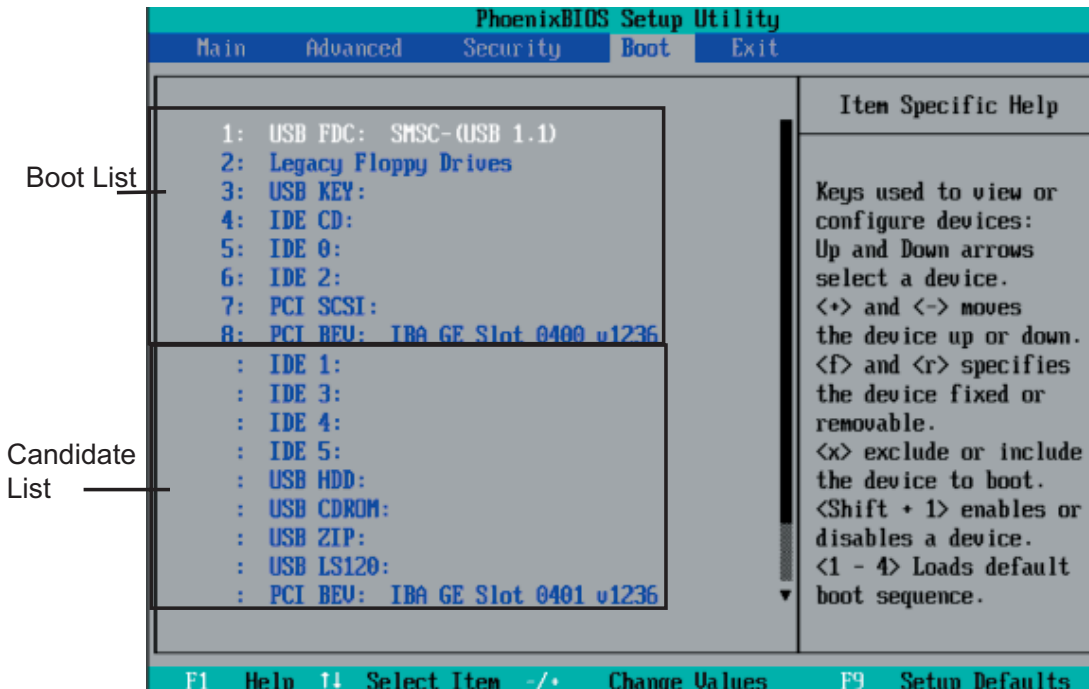 PhoenixBIOS Setup Utility
Main Advanced Security Boot Exit
Boot List
1: USB FDC: SMSC-(USB 1.1)
2: Legacy Floppy Drives
3: USB KEY:
4: IDE CD:
5: IDE 0:
6: IDE 2:
7: PCI SCSI:
8: PCI BEV: IBA GE Slot 0400 v1236
Candidate
List
: IDE 1:
: IDE 3:
: IDE 4:
: IDE 5:
: USB HDD:
: USB CDROM:
: USB ZIP:
: USB LS120:
: PCI BEV: IBA GE Slot 0401 v1236
Item Specific Help
Keys used to view or
configure devices:
Up and Down arrows
select a device.
<+> and <-> moves
the device up or down.
<f> and <r> specifies
the device fixed or
removable.
<x> exclude or include
the device to boot.
<Shift + 1> enables or
disables a device.
<1 - 4> Loads default
boot sequence.
F1 Help ↑↓ Select Item -/+ Change Values F9 Setup Defaults